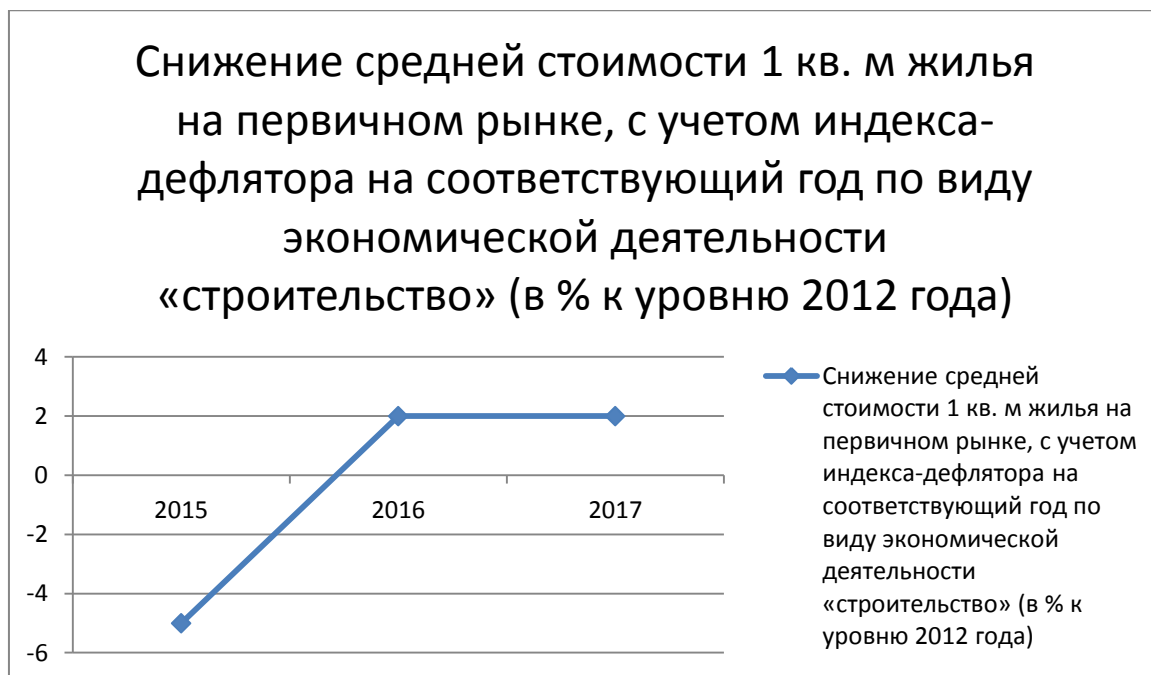 Снижение средней стоимости 1 кв. м жилья
на первичном рынке, с учетом индекса-
дефлятора на соответствующий год по виду
экономической деятельности
«строительство» (в % к уровню 2012 года)
4
2
0
-2
-4
-6
2015
2016
2017
Снижение средней
стоимости 1 кв. м жилья на
первичном рынке, с учетом
индекса-дефлятора на
соответствующий год по
виду экономической
деятельности
«строительство» (в % к
уровню 2012 года)